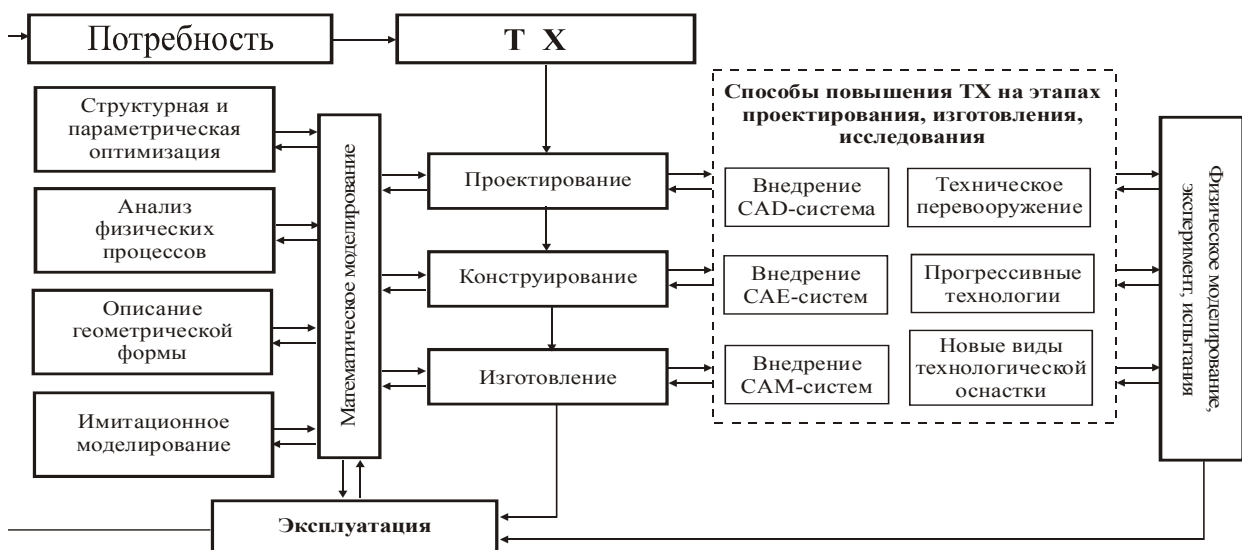 Потребность
Т Х
Структурная и
параметрическая
оптимизация
Анализ
физических
процессов
Описание
геометрической
формы
Имитационное
моделирование
Математическое моделирование
Проектирование
Конструирование
Изготовление
Эксплуатация
Способы повышения ТХ на этапах
проектирования, изготовления,
исследования
Внедрение
CAD-система
Техническое
перевооружение
Внедрение
CAE-систем
Прогрессивные
технологии
Внедрение
CAM-систем
Новые виды
технологической
оснастки
Физическое моделирование,
эксперимент, испытания